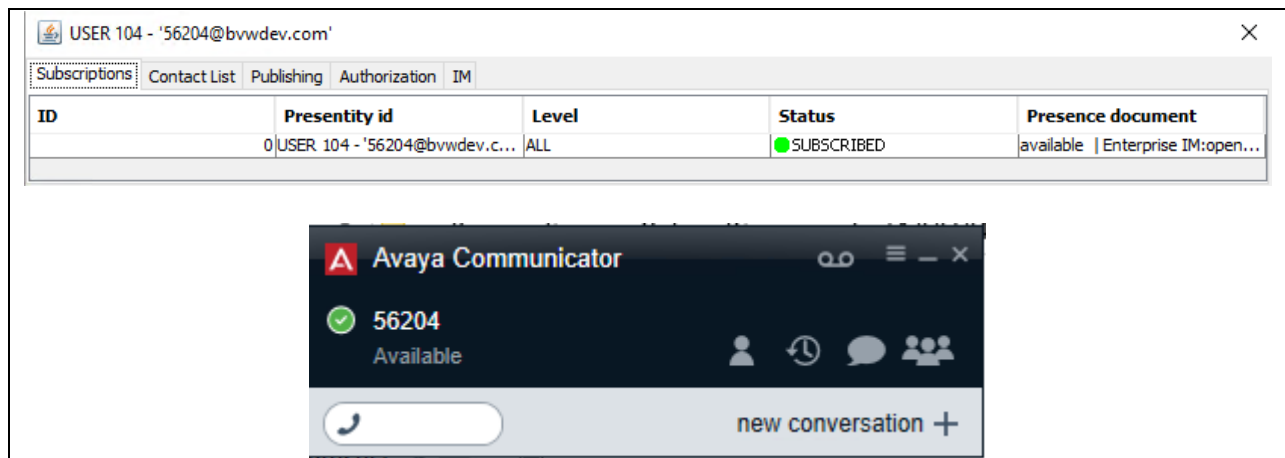 USER 104 - '56204@bvwdev.com'
Subscriptions Contact List Publishing Authorization IM
ID Presentity id Level Status Presence document
0 USER 104 - '56204@bvwdev.c... ALL SUBSCRIBED available | Enterprise IM:open...
Avaya Communicator
56204
Available
new conversation